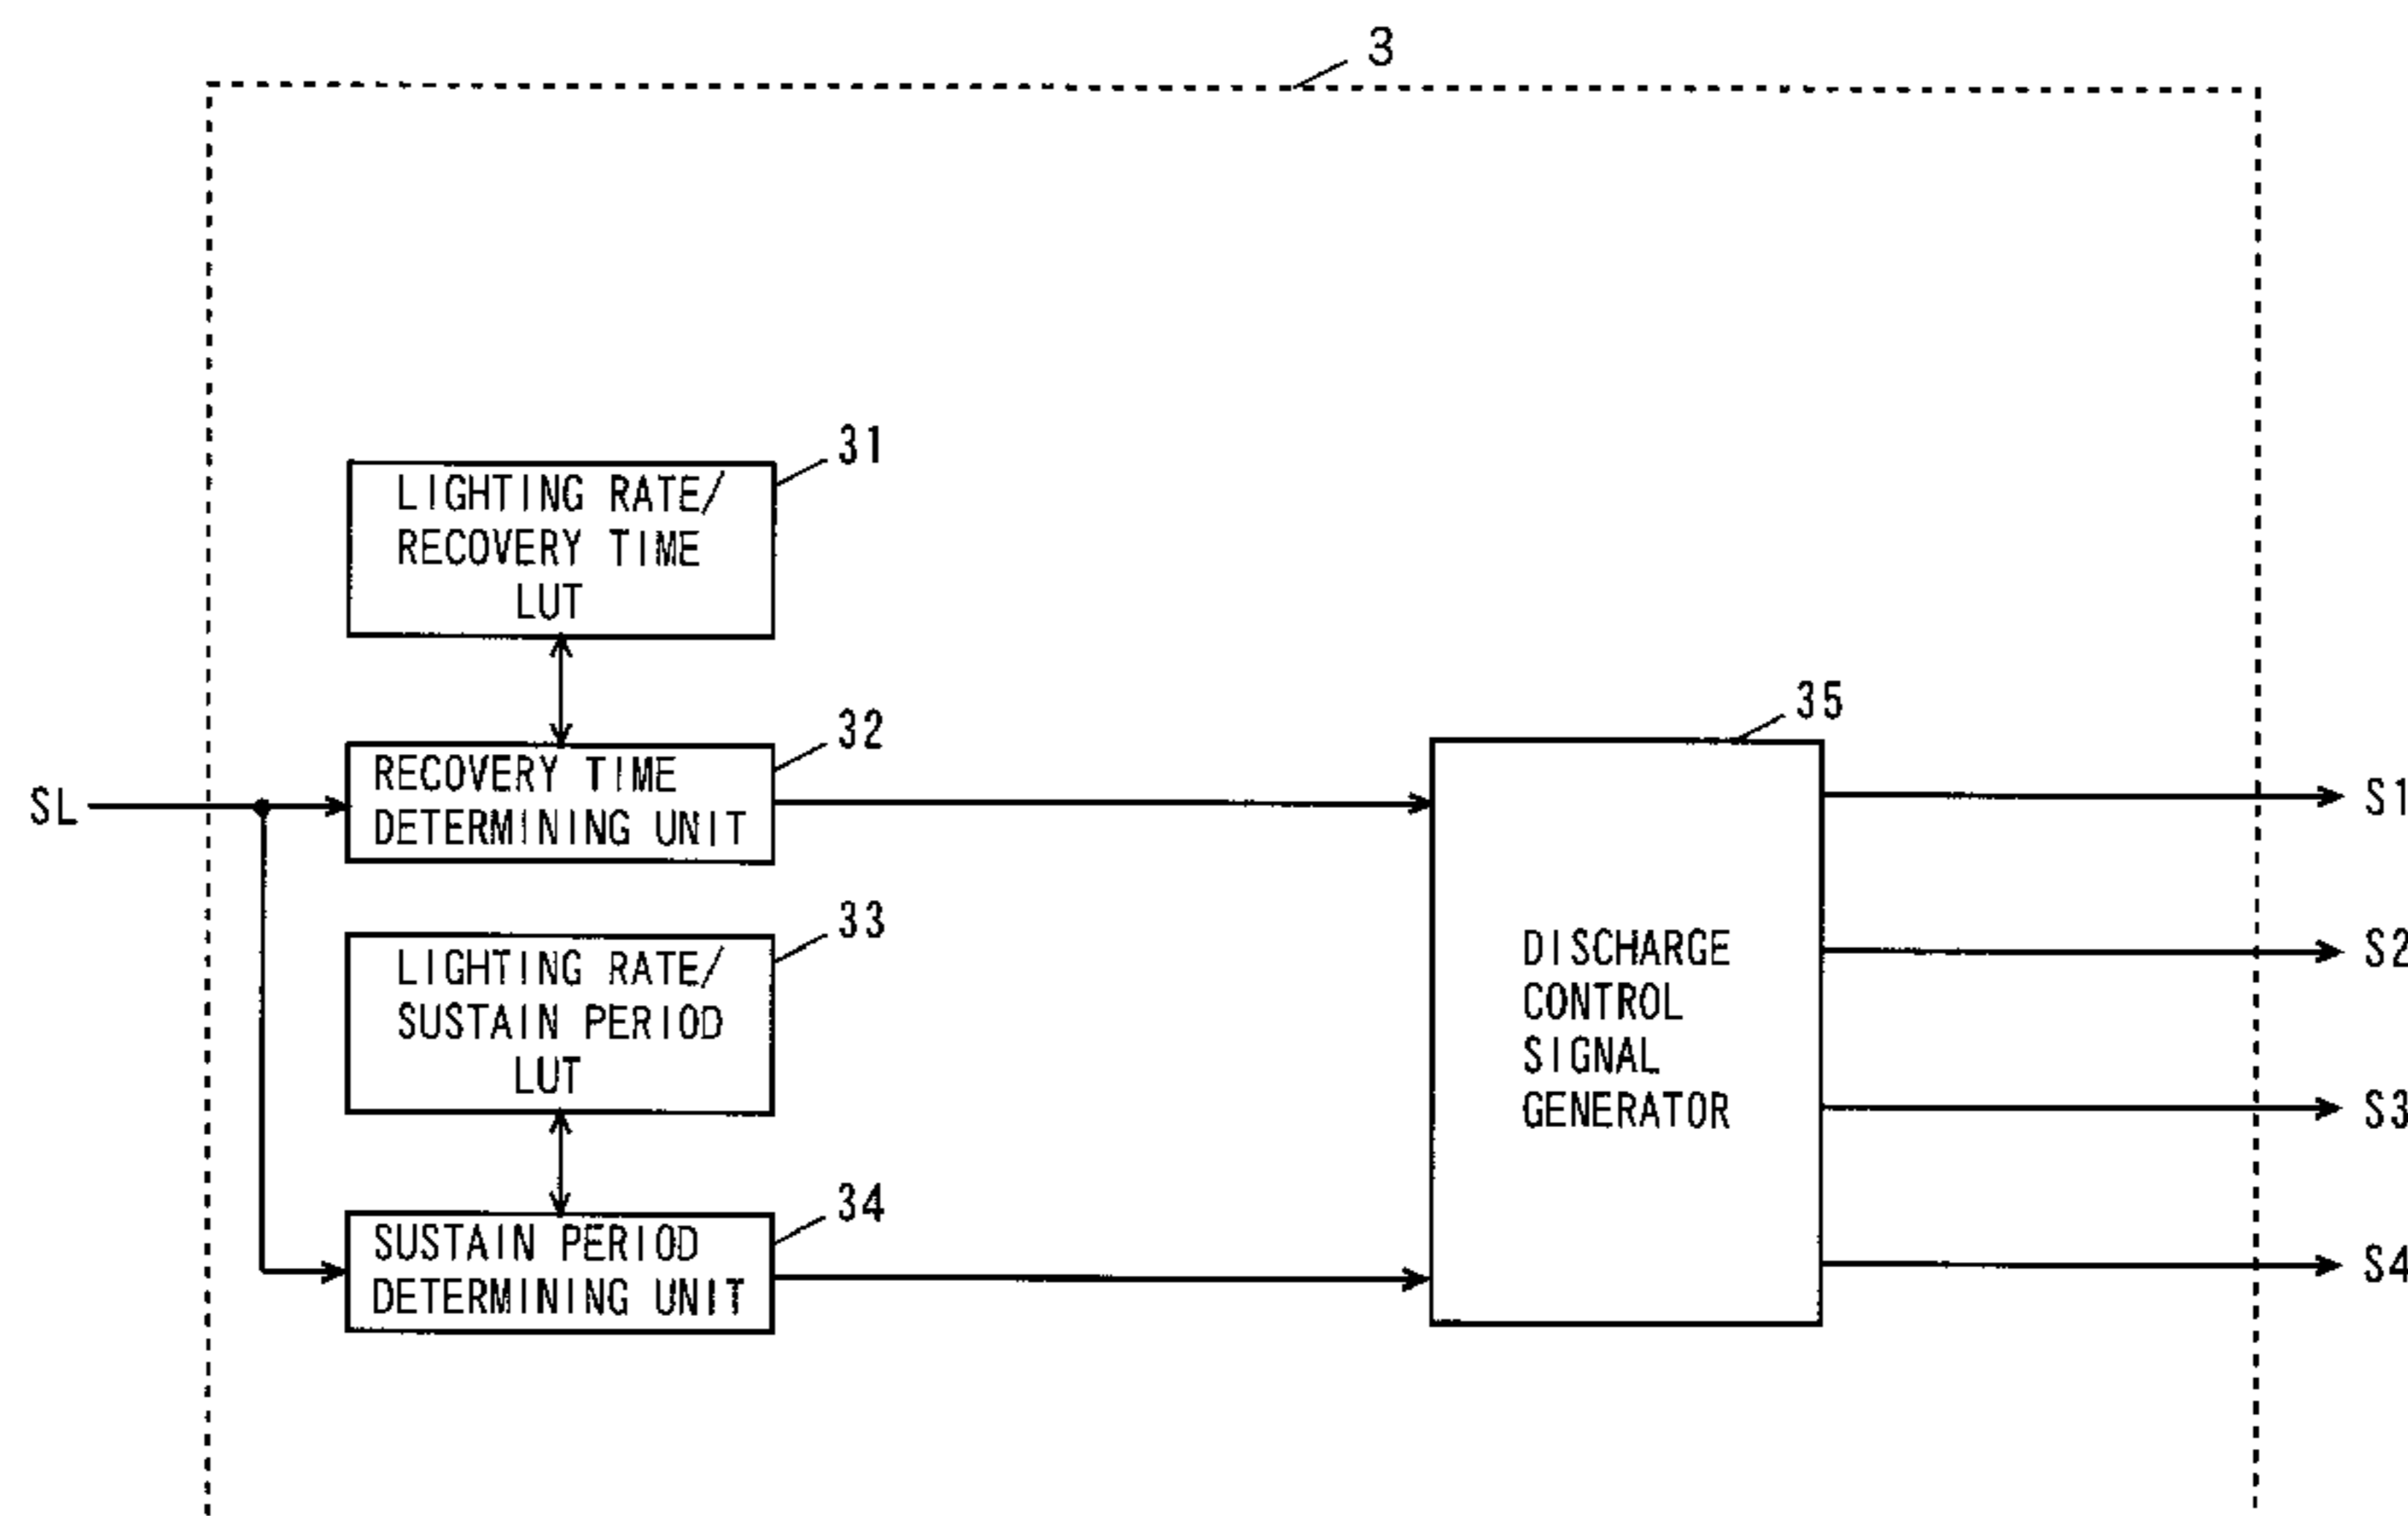 3
31
LIGHTING RATE/
RECOVERY TIME
LUT
32
RECOVERY TIME
DETERMINING UNIT
SL
33
LIGHTING RATE/
SUSTAIN PERIOD
LUT
34
SUSTAIN PERIOD
DETERMINING UNIT
35
DISCHARGE
CONTROL
SIGNAL
GENERATOR
S1
S2
S3
S4